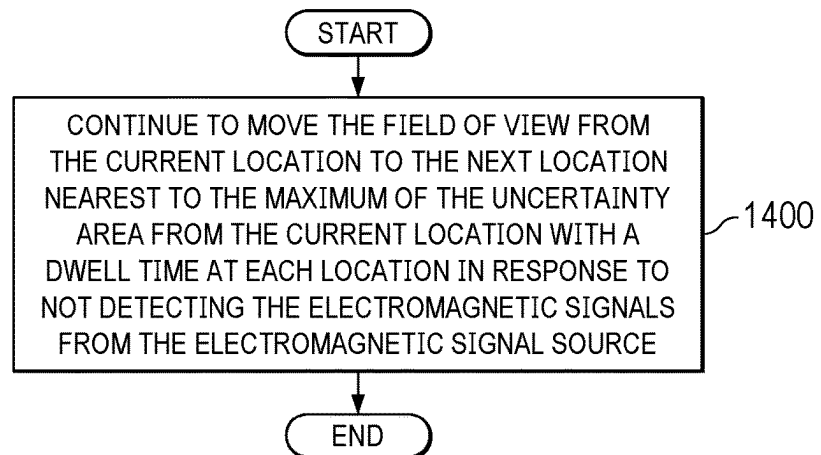 START
CONTINUE TO MOVE THE FIELD OF VIEW FROM
THE CURRENT LOCATION TO THE NEXT LOCATION
NEAREST TO THE MAXIMUM OF THE UNCERTAINTY
AREA FROM THE CURRENT LOCATION WITH A
DWELL TIME AT EACH LOCATION IN RESPONSE TO
NOT DETECTING THE ELECTROMAGNETIC SIGNALS
FROM THE ELECTROMAGNETIC SIGNAL SOURCE
1400
END